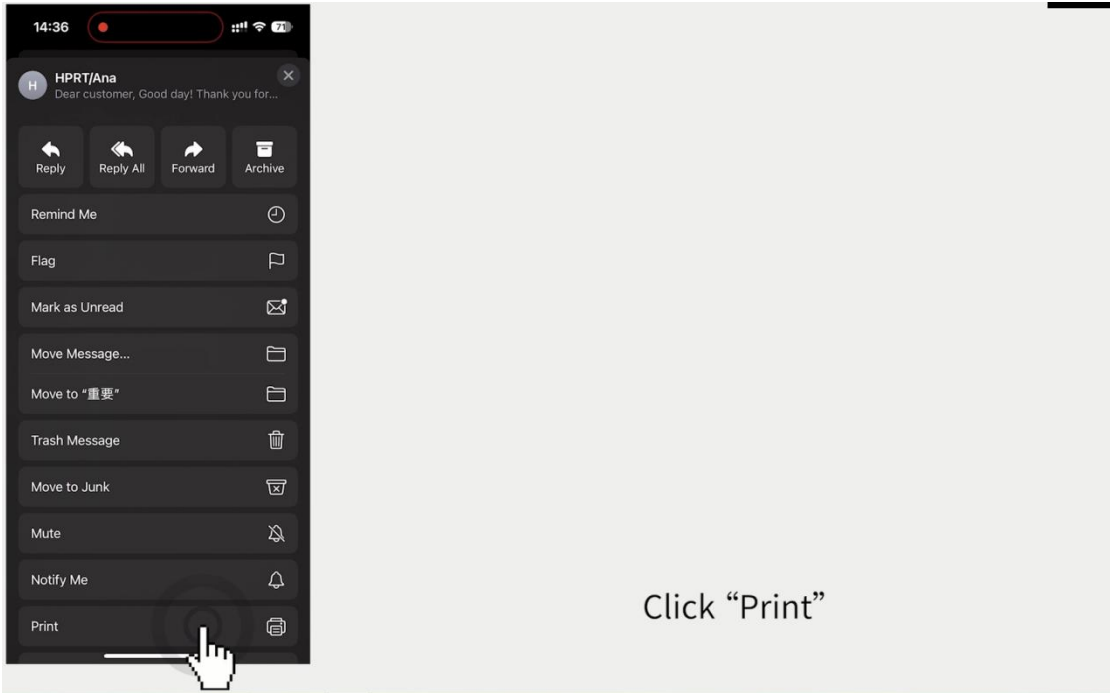 14:36
71
H
HPRT/Ana
Dear customer, Good day! Thank you for...
Reply
Reply All
Forward
Archive
Remind Me
Flag
Mark as Unread
Move Message...
Move to “重要”
Trash Message
Move to Junk
Mute
Notify Me
Print
Click “Print”